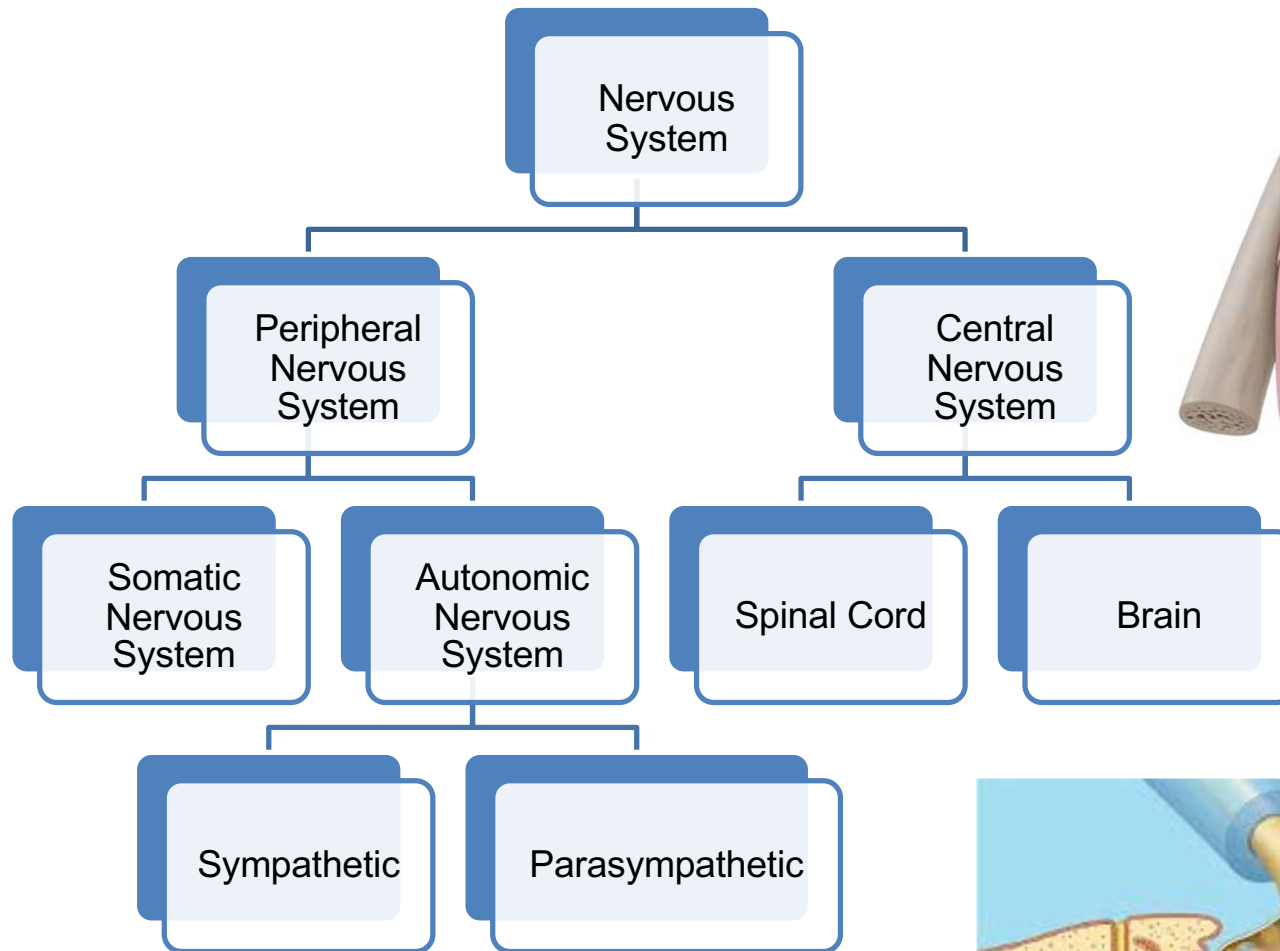 Nervous
System
Peripheral
Nervous
System
Central
Nervous
System
Somatic
Nervous
System
Autonomic
Nervous
System
Spinal Cord
Brain
Sympathetic
Parasympathetic